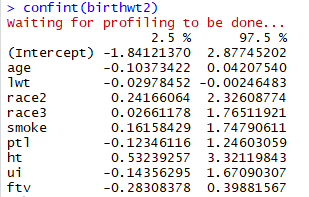 > confint(birthwt2)
Waiting for profiling to be done...
2.5 % 97.5 %
(Intercept) -1.84121370 2.87745202
age -0.10373422 0.04207540
lwt -0.02978452 -0.00246483
race2 0.24166064 2.32608774
race3 0.02661178 1.76511921
smoke 0.16158429 1.74790611
ptl -0.12346116 1.24603059
ht 0.53239257 3.32119843
ui -0.14356295 1.67090307
ftv -0.28308378 0.39881567